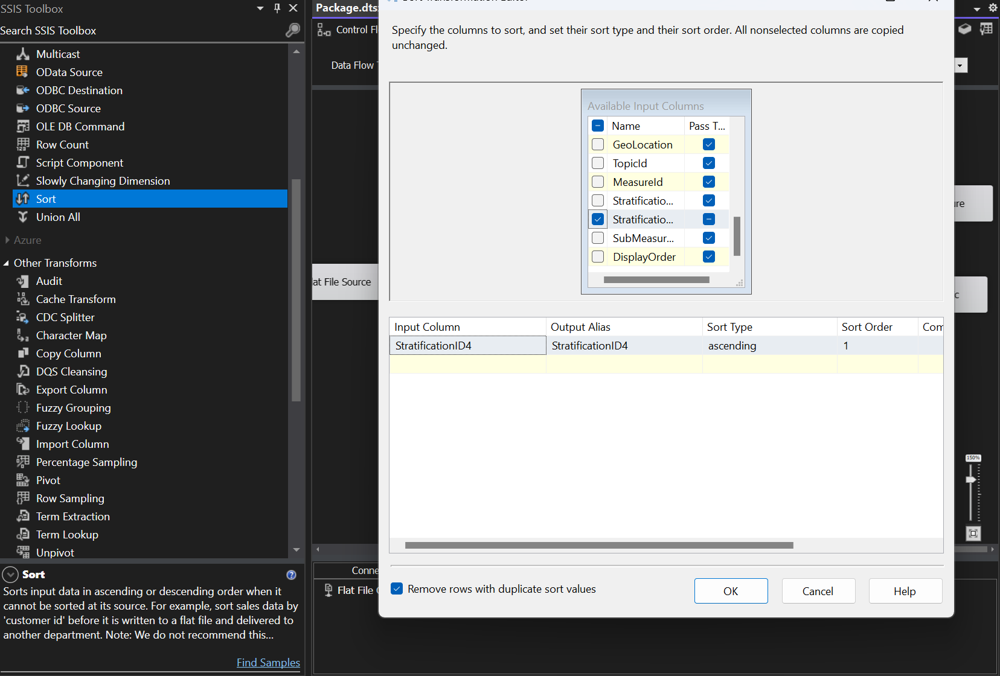 SSIS Toolbox
Search SSIS Toolbox
Multicast
OData Source
ODBC Destination
ODBC Source
OLE DB Command
Row Count
Script Component
Slowly Changing Dimension
Sort
Union All
Azure
Other Transforms
Audit
Cache Transform
CDC Splitter
Character Map
Copy Column
DQS Cleansing
Export Column
Fuzzy Grouping
Fuzzy Lookup
Import Column
Percentage Sampling
Pivot
Row Sampling
Term Extraction
Term Lookup
Unpivot
Sort
Sorts input data in ascending or descending order when it
cannot be sorted at its source. For example, sort sales data by
'customer id' before it is written to a flat file and delivered to
another department. Note: We do not recommend this...
Find Samples
Package.dts
Control Fl
Data Flow
lat File Source
Conne
Flat File
Specify the columns to sort, and set their sort type and their sort order. All nonselected columns are copied
unchanged.
Available Input Columns
Name Pass T...
GeoLocation
TopicId
MeasureId
Stratificatio...
Stratificatio...
SubMeasur...
DisplayOrder
Input Column Output Alias Sort Type Sort Order Com
StratificationID4 StratificationID4 ascending 1
Remove rows with duplicate sort values
OK Cancel Help
re
c
150%